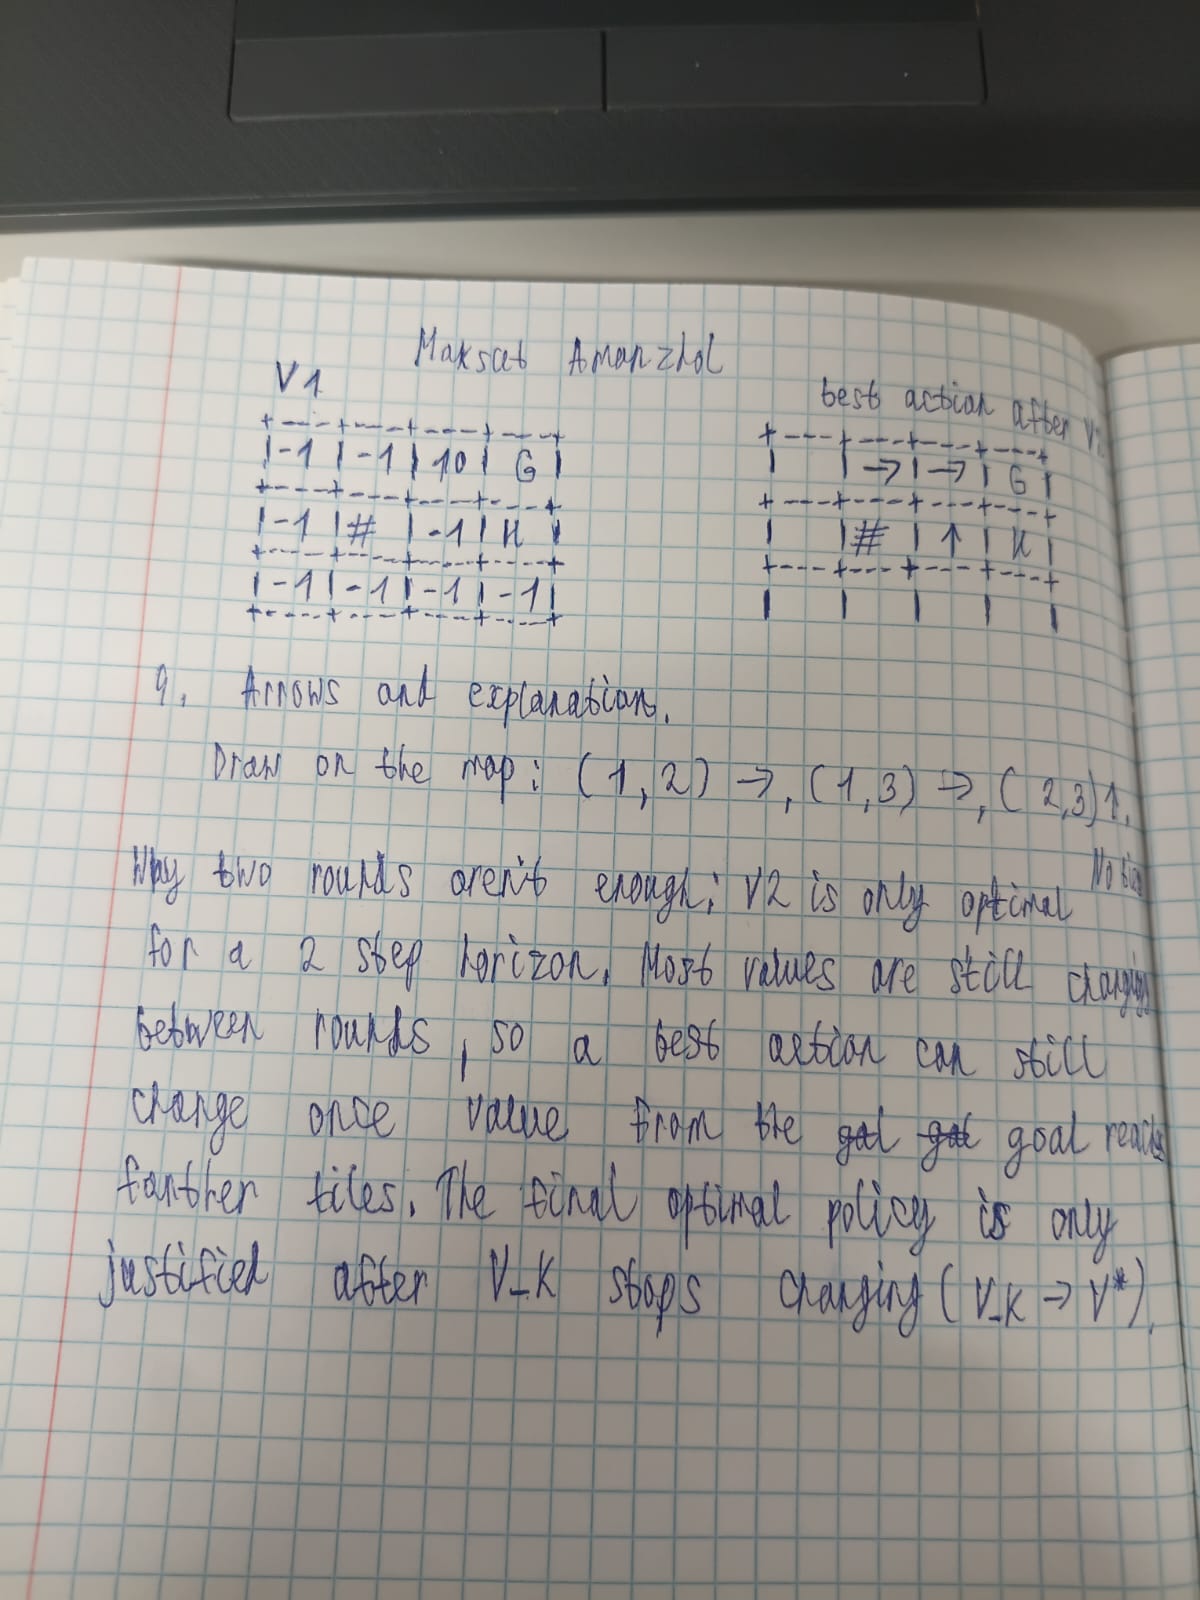 Maksat Amanzhol
V1
+----+----+----+----+
|-1|-1|10|G|
+----+----+----+----+
|-1|#|-1|H|
+----+----+----+----+
|-1|-1|-1|-1|
+----+----+----+----+
best action after V2
+----+----+----+----+
| |→|→|G|
+----+----+----+----+
| |#|↑|H|
+----+----+----+----+
| | | | |
9. Arrows and explanation.
Draw on the map: (1,2) →, (1,3) →, (2,3)↑.
Why two rounds aren't enough: V2 is only optimal
for a 2 step horizon. Most values are still changing
between rounds, so a best action can still
change once value from the goal
farther tiles. The final optimal policy is only
justified after V_K stops changing (V_K → V*).